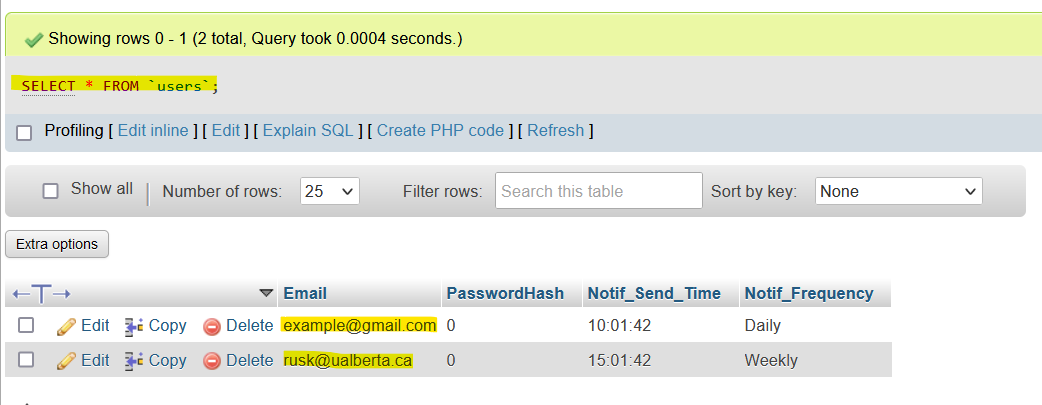 Showing rows 0 - 1 (2 total, Query took 0.0004 seconds.)
SELECT * FROM `users`;
Profiling [ Edit inline ] [ Edit ] [ Explain SQL ] [ Create PHP code ] [ Refresh ]
Show all Number of rows: 25 Filter rows: Search this table Sort by key: None
Extra options
Email PasswordHash Notif_Send_Time Notif_Frequency
Edit Copy Delete example@gmail.com 0 10:01:42 Daily
Edit Copy Delete rusk@ualberta.ca 0 15:01:42 Weekly